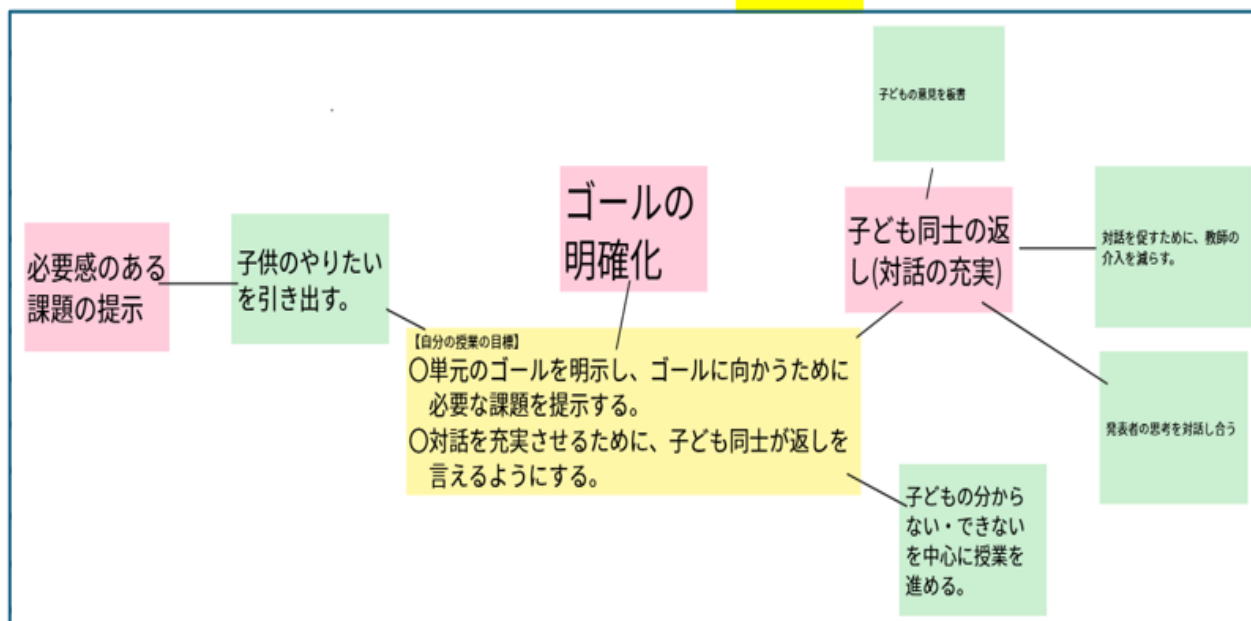 子どもの意見を板書
ゴールの
明確化
子ども同士の返
し(対話の充実)
対話を促すために、教師の
介入を減らす。
必要感のある
課題の提示
子供のやりたい
を引き出す。
【自分の授業の目標】
〇単元のゴールを明示し、ゴールに向かうために
必要な課題を提示する。
〇対話を充実させるために、子ども同士が返しを
言えるようにする。
発表者の思考を対話し合う
子どもの分から
ない・できない
を中心に授業を
進める。